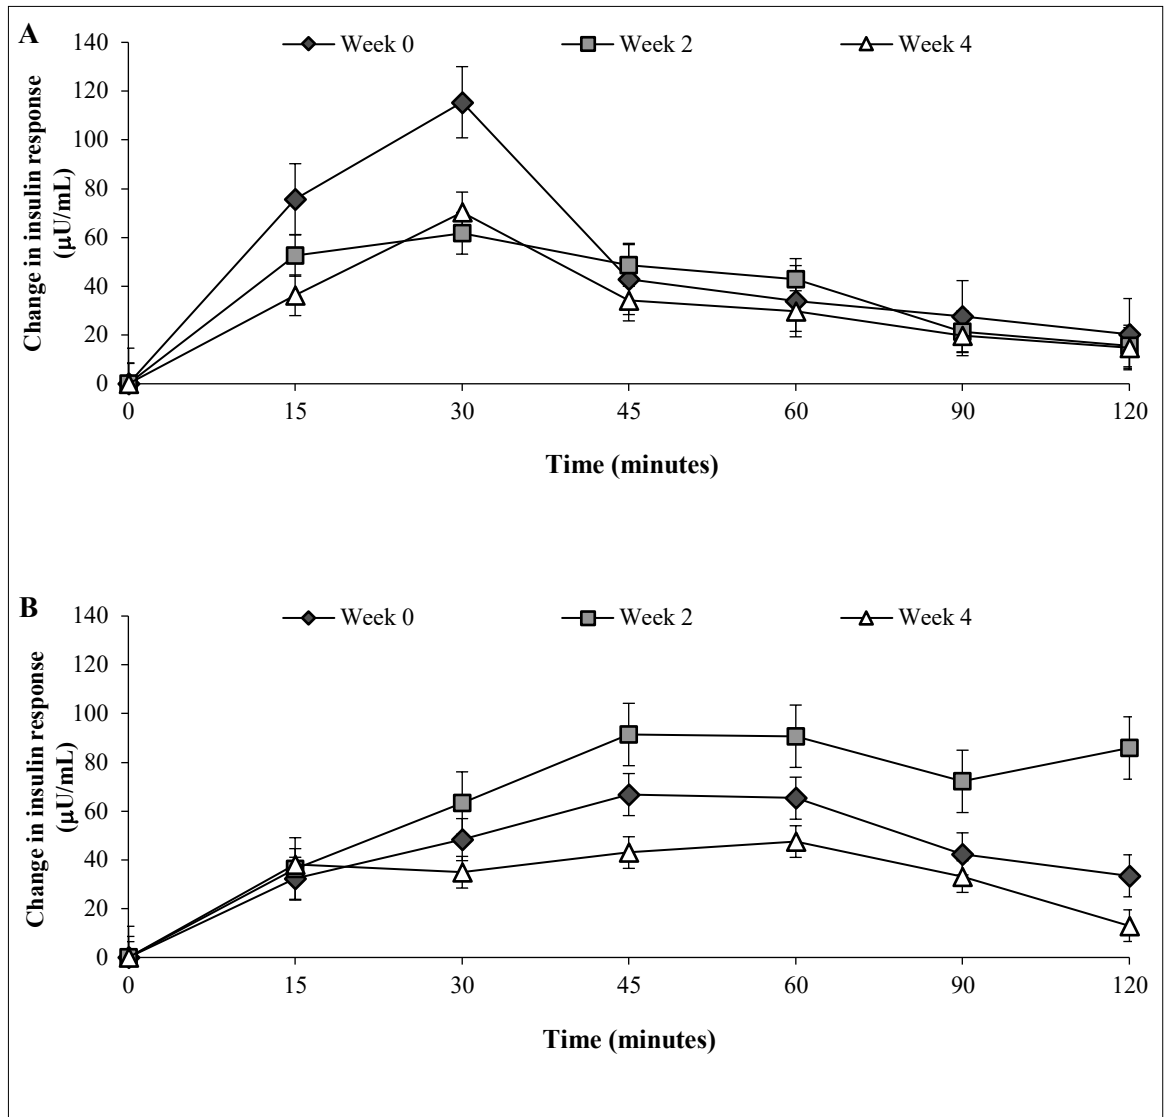 A
Week 0 Week 2 Week 4
Change in insulin response
(µU/mL)
140
120
100
80
60
40
20
0
0 15 30 45 60 90 120
Time (minutes)
B
Week 0 Week 2 Week 4
Change in insulin response
(µU/mL)
140
120
100
80
60
40
20
0
0 15 30 45 60 90 120
Time (minutes)